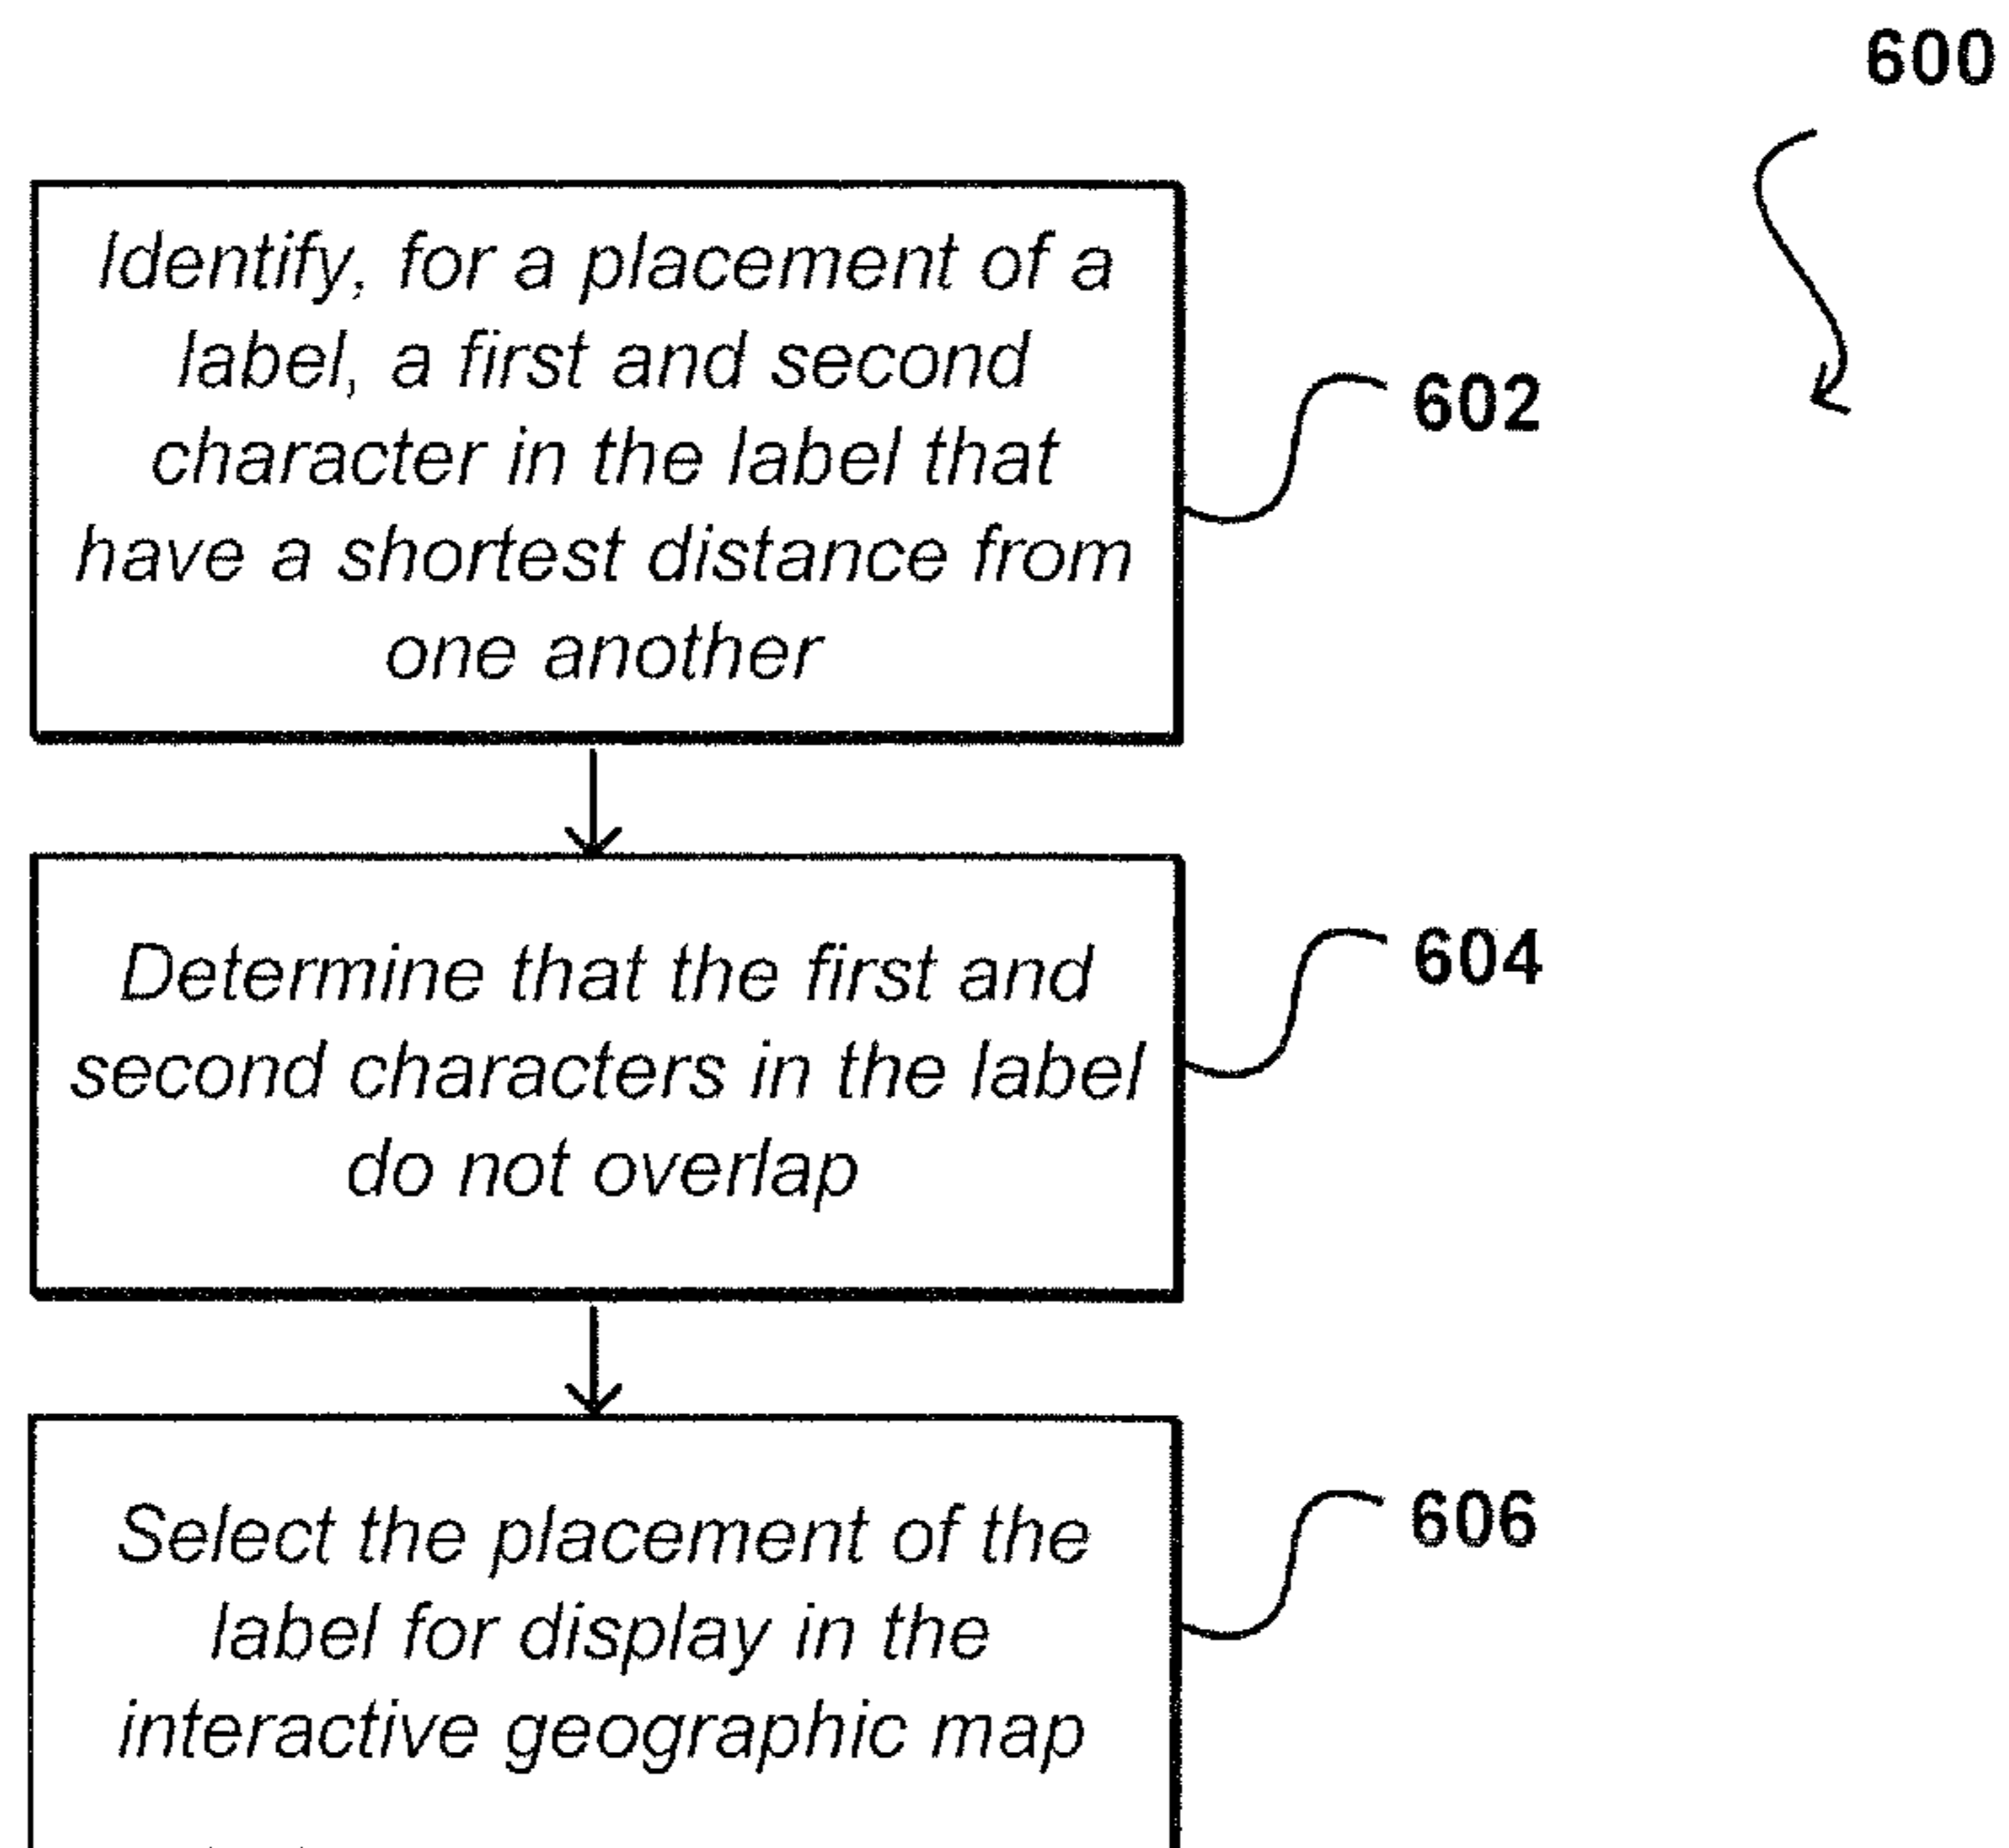 600
Identify, for a placement of a
label, a first and second
character in the label that
have a shortest distance from
one another
602
Determine that the first and
second characters in the label
do not overlap
604
Select the placement of the
label for display in the
interactive geographic map
606